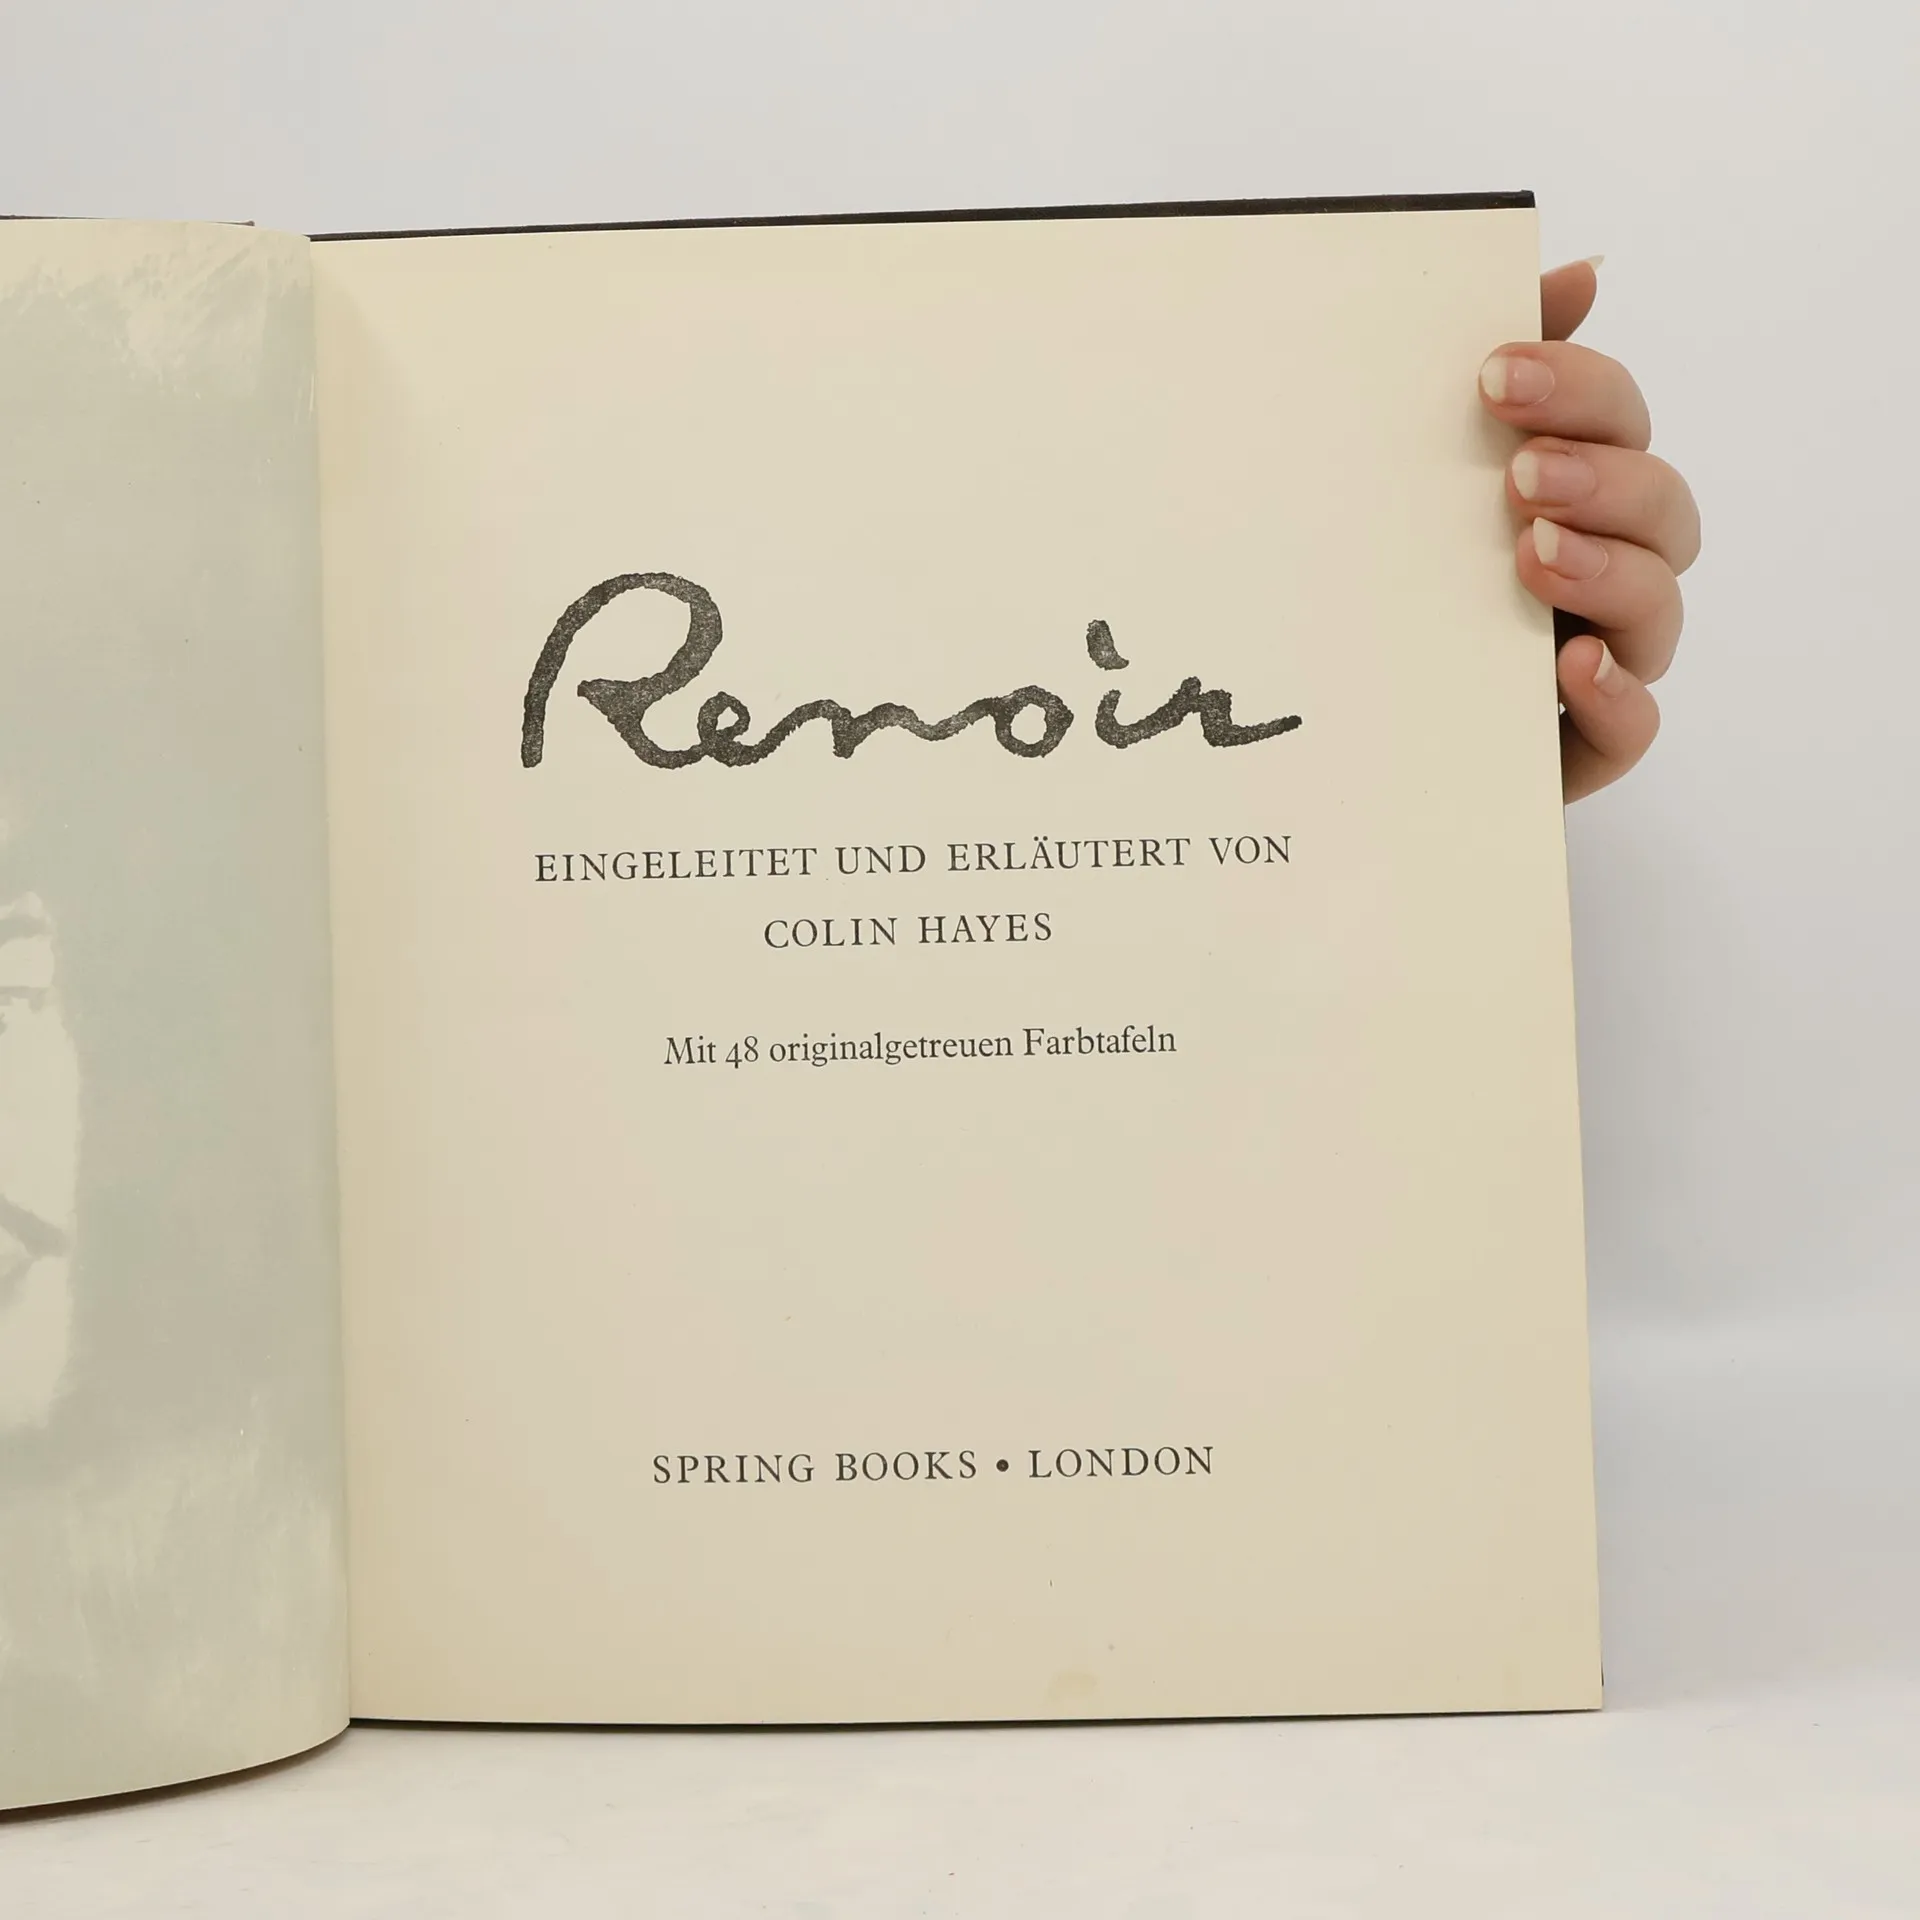 Renoir
EINGELEITET UND ERLÄUTERT VON
COLIN HAYES
Mit 48 originalgetreuen Farbtafeln
SPRING BOOKS • LONDON